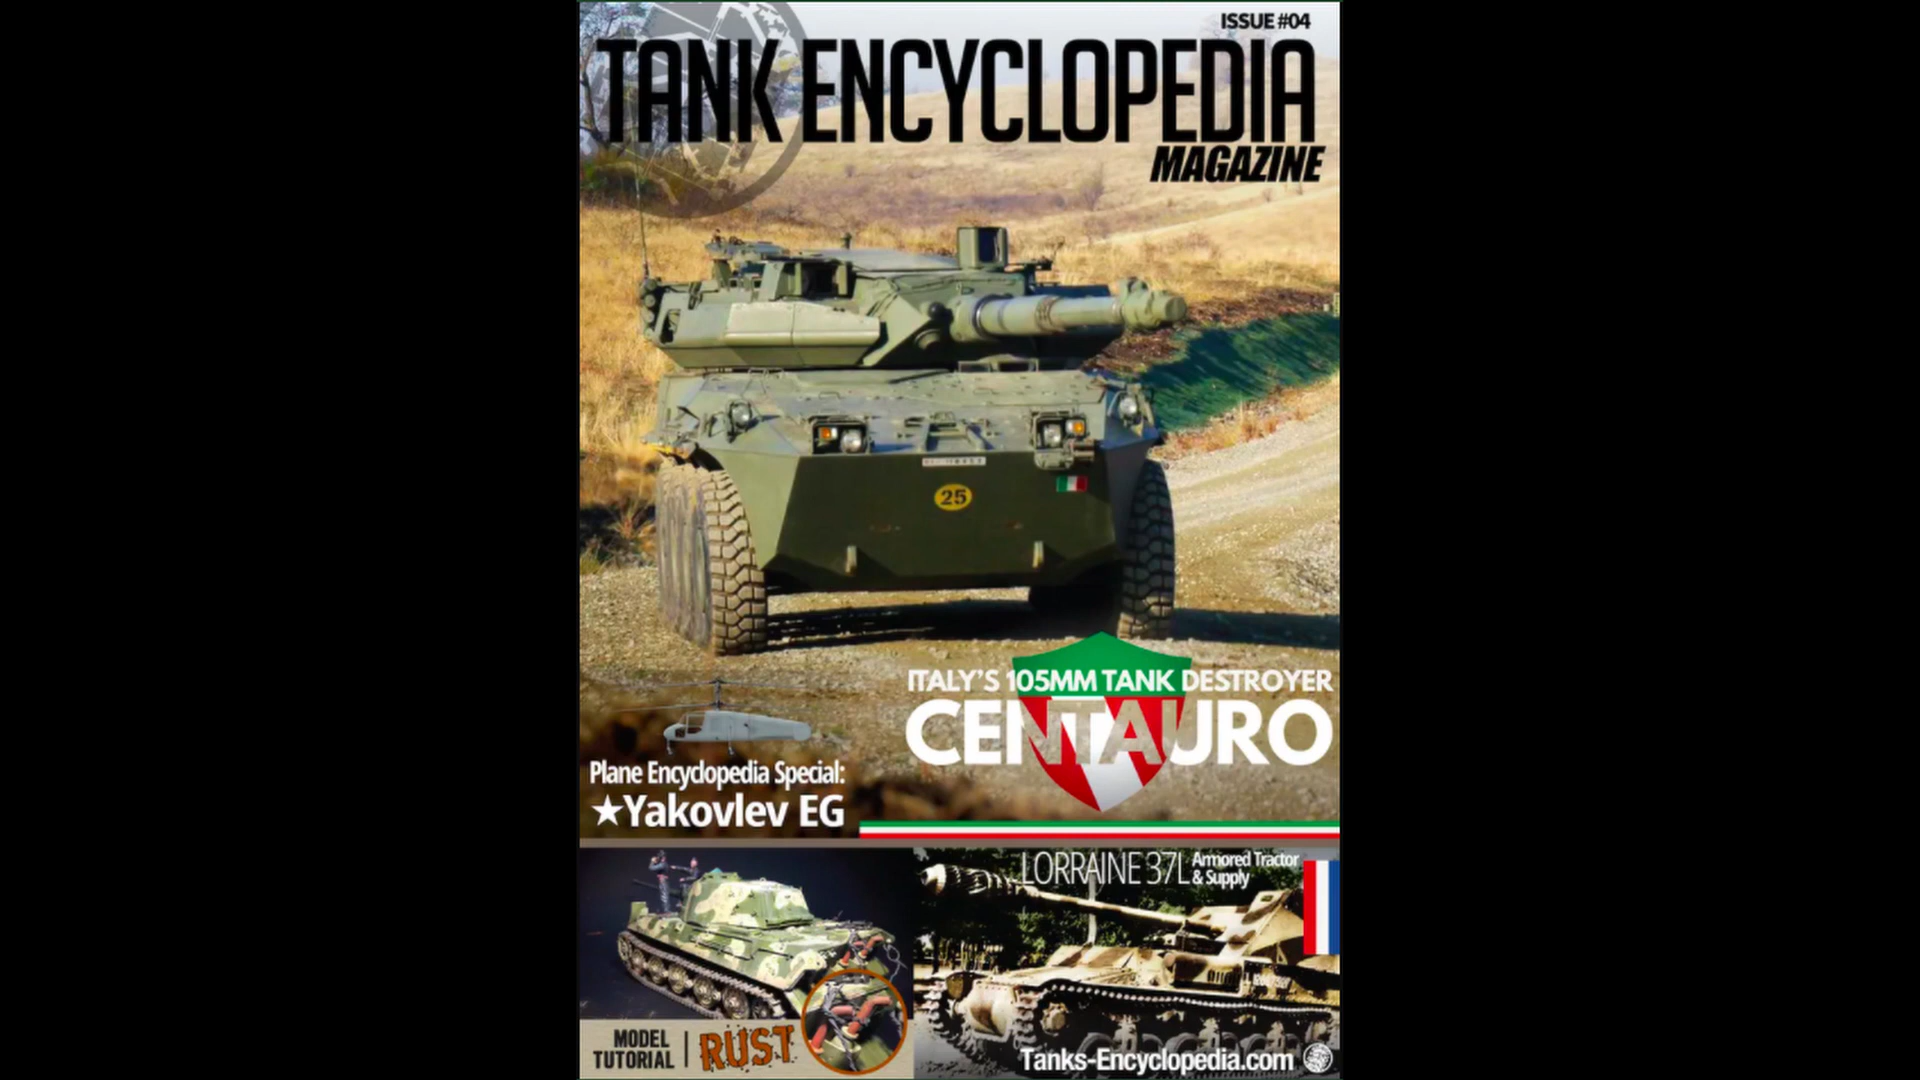 ISSUE #04
TANK ENCYCLOPEDIA
MAGAZINE
25
ITALY'S 105MM TANK DESTROYER
CENTAURO
Plane Encyclopedia Special:
★Yakovlev EG
LORRAINE 37L
Armored Tractor
& Supply
MODEL
TUTORIAL
RUST
Tanks-Encyclopedia.com